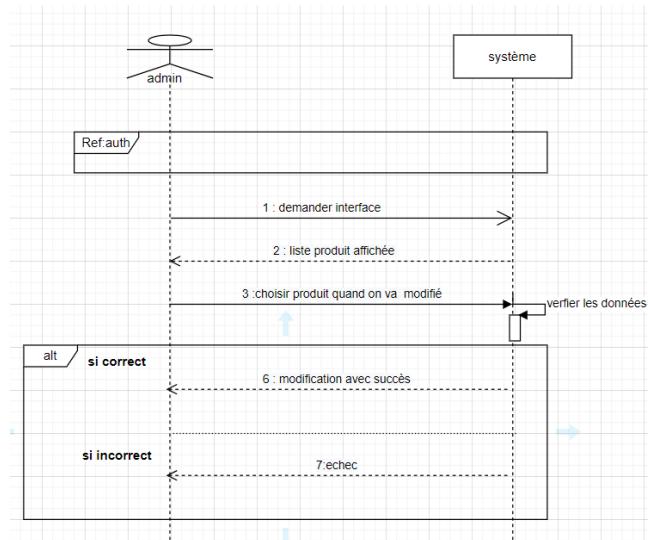 admin
système
Ref:auth
1 : demander interface
2 : liste produit affichée
3 :choisir produit quand on va modifié
verfier les données
alt
si correct
6 : modification avec succès
si incorrect
7:echec